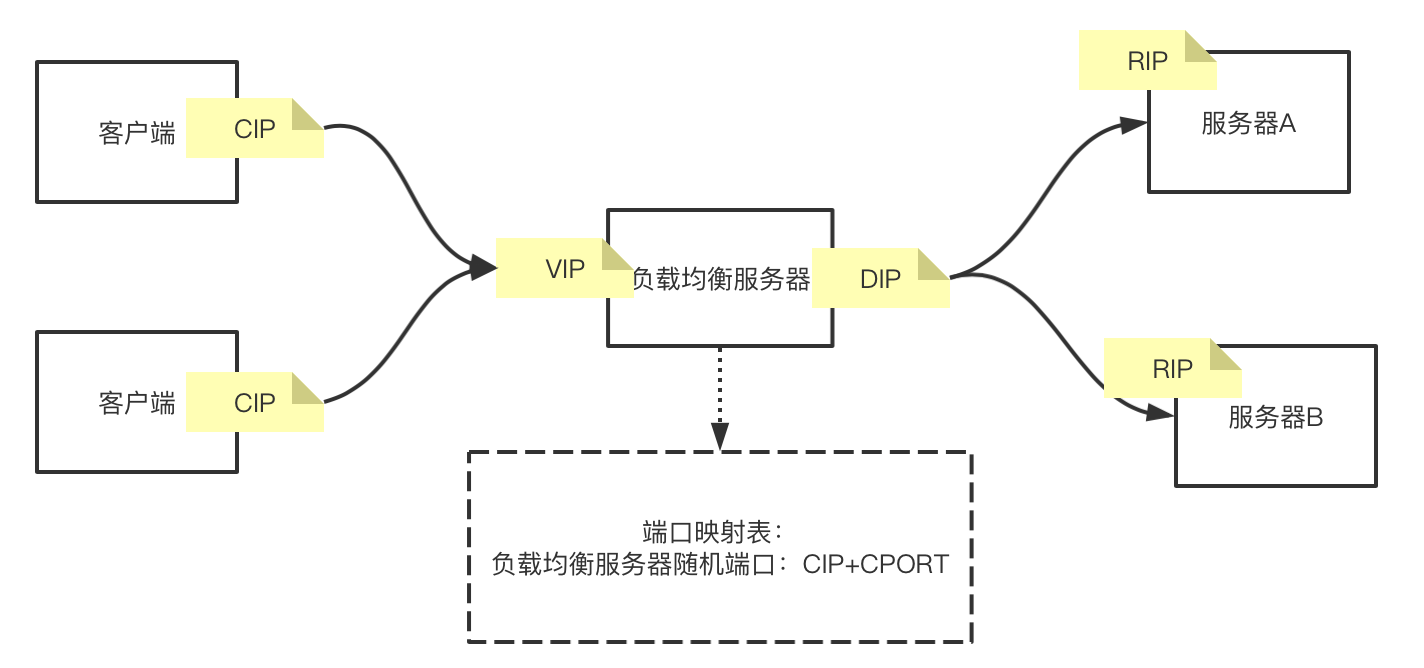 客户端
CIP
客户端
CIP
VIP
负载均衡服务器
DIP
RIP
服务器A
RIP
服务器B
端口映射表：
负载均衡服务器随机端口：CIP+CPORT